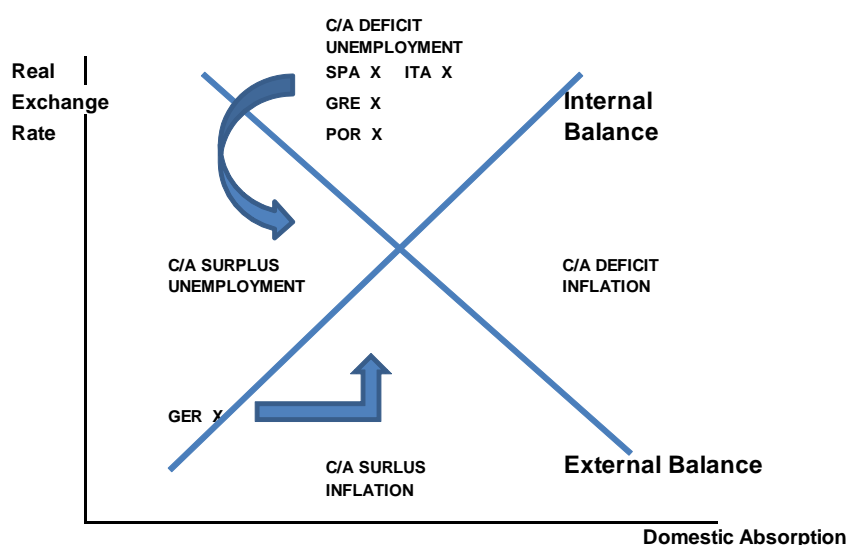 C/A DEFICIT
UNEMPLOYMENT
Real
SPA X ITA X
Exchange
GRE X
Internal
Rate
POR X
Balance
C/A SURPLUS
UNEMPLOYMENT
C/A DEFICIT
INFLATION
GER X
C/A SURLUS
INFLATION
External Balance
Domestic Absorption